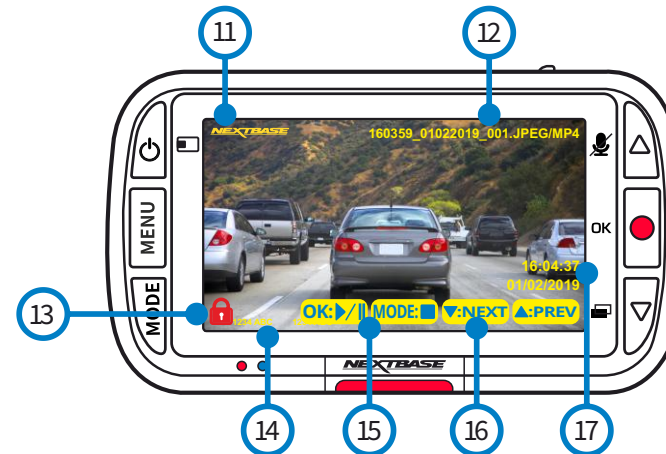 11
12
NEXTBASE
160359_01022019_001.JPEG/MP4
MENU
OK
16:04:37
01/02/2019
MODE
13
OK:▶/||
MODE:■
▼:NEXT
▲:PREV
NEXTBASE
14
15
16
17